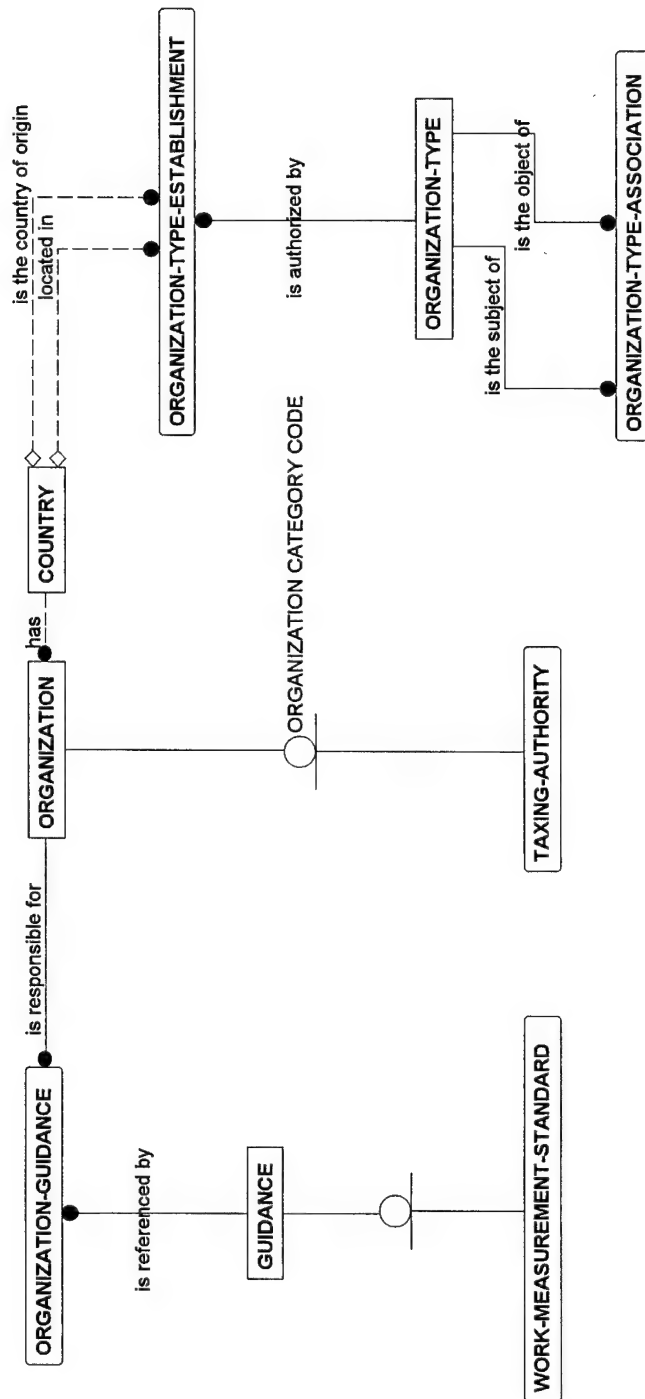 ORGANIZATION-GUIDANCE
is responsible for
ORGANIZATION
has
COUNTRY
is the country of origin
located in
is referenced by
ORGANIZATION-TYPE-ESTABLISHMENT
GUIDANCE
ORGANIZATION CATEGORY CODE
is authorized by
ORGANIZATION-TYPE
is the subject of
is the object of
WORK-MEASUREMENT-STANDARD
TAXING-AUTHORITY
ORGANIZATION-TYPE-ASSOCIATION